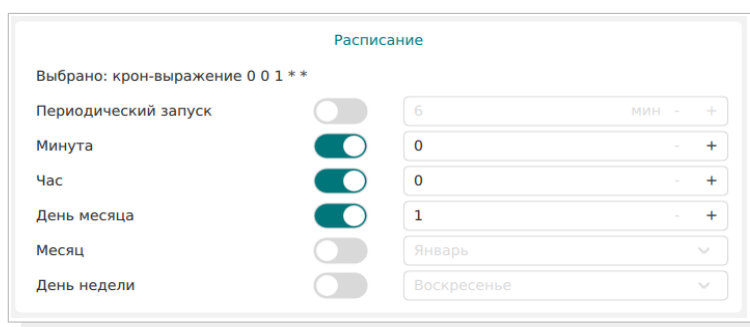 Расписание
Выбрано: крон-выражение 0 0 1 * *
Периодический запуск 6 мин - +
Минута 0 - +
Час 0 - +
День месяца 1 - +
Месяц Январь
День недели Воскресенье